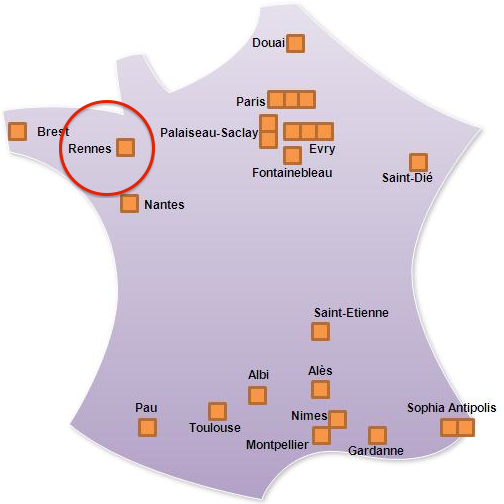 Douai
Paris
Brest
Palaiseau-Saclay
Rennes
Evry
Fontainebleau
Saint-Dié
Nantes
Saint-Etienne
Alès
Albi
Pau
Sophia Antipolis
Nimes
Toulouse
Montpellier
Gardanne